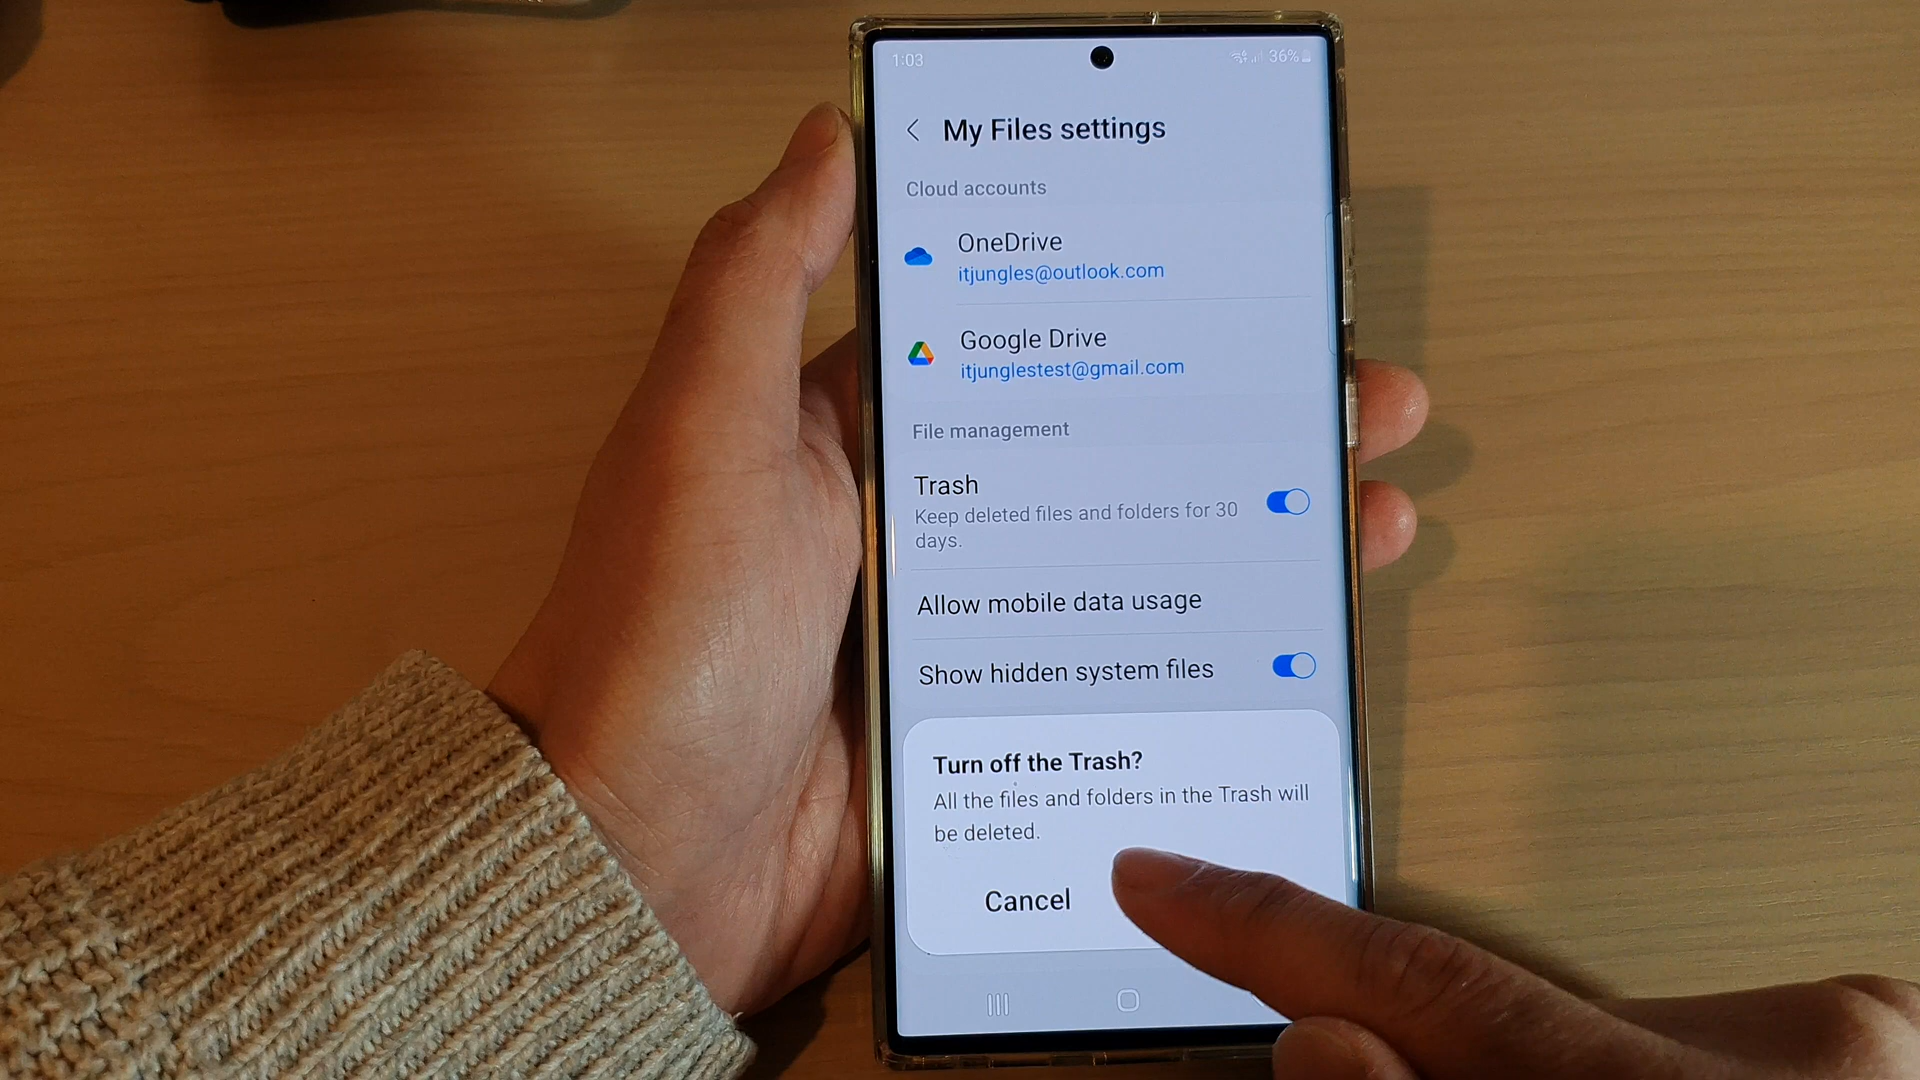 1:03
36%
My Files settings
Cloud accounts
OneDrive
itjungles@outlook.com
Google Drive
itjunglestest@gmail.com
File management
Trash
Keep deleted files and folders for 30
days.
Allow mobile data usage
Show hidden system files
Turn off the Trash?
All the files and folders in the Trash will
be deleted.
Cancel